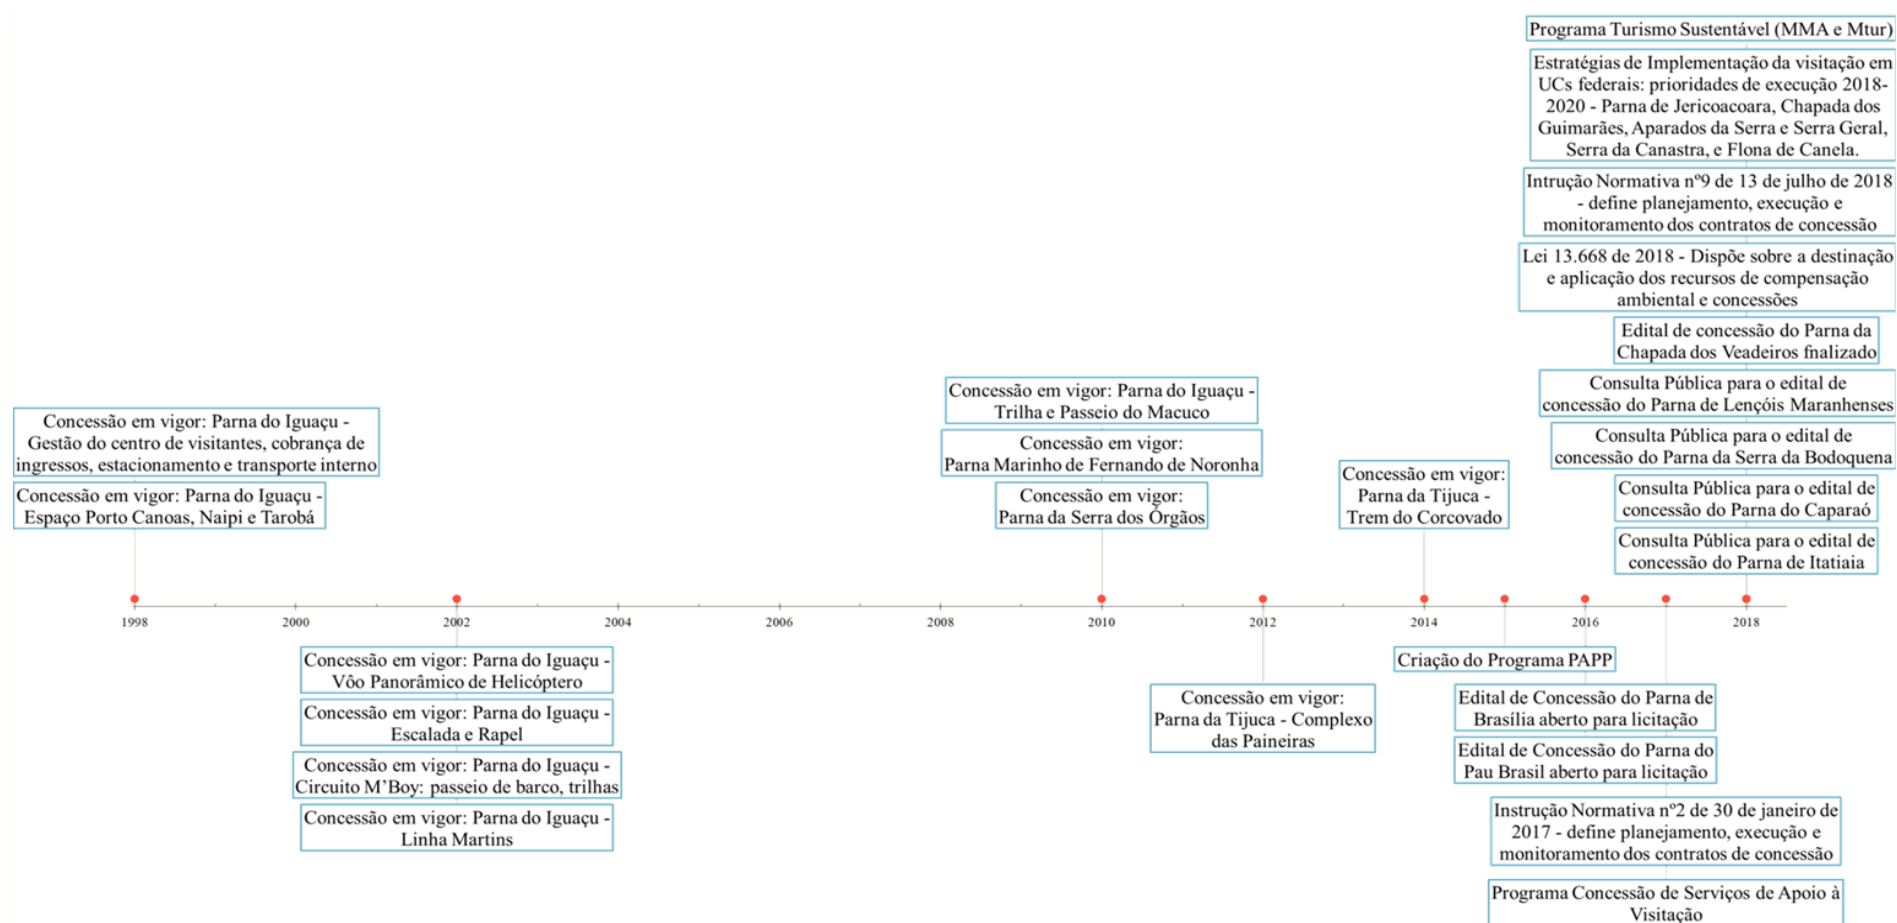 Programa Turismo Sustentável (MMA e Mtur)
Estratégias de Implementação da visitação em
UCs federais: prioridades de execução 2018-
2020 - Parna de Jericoacoara, Chapada dos
Guimarães, Aparados da Serra e Serra Geral,
Serra da Canastra, e Flona de Canela.
Intrução Normativa nº9 de 13 de julho de 2018
- define planejamento, execução e
monitoramento dos contratos de concessão
Lei 13.668 de 2018 - Dispõe sobre a destinação
e aplicação dos recursos de compensação
ambiental e concessões
Edital de concessão do Parna da
Chapada dos Veadeiros fnalizado
Consulta Pública para o edital de
concessão do Parna de Lençóis Maranhenses
Consulta Pública para o edital de
concessão do Parna da Serra da Bodoquena
Consulta Pública para o edital de
concessão do Parna do Caparaó
Consulta Pública para o edital de
concessão do Parna de Itatiaia
Concessão em vigor: Parna do Iguaçu -
Gestão do centro de visitantes, cobrança de
ingressos, estacionamento e transporte interno
Concessão em vigor: Parna do Iguaçu -
Espaço Porto Canoas, Naipi e Tarobá
Concessão em vigor: Parna do Iguaçu -
Trilha e Passeio do Macuco
Concessão em vigor:
Parna Marinho de Fernando de Noronha
Concessão em vigor:
Parna da Serra dos Órgãos
Concessão em vigor:
Parna da Tijuca -
Trem do Corcovado
1998
2000
2002
2004
2006
2008
2010
2012
2014
2016
2018
Concessão em vigor: Parna do Iguaçu -
Vôo Panorâmico de Helicóptero
Concessão em vigor: Parna do Iguaçu -
Escalada e Rapel
Concessão em vigor: Parna do Iguaçu -
Circuito M’Boy: passeio de barco, trilhas
Concessão em vigor: Parna do Iguaçu -
Linha Martins
Concessão em vigor:
Parna da Tijuca - Complexo
das Paineiras
Criação do Programa PAPP
Edital de Concessão do Parna de
Brasília aberto para licitação
Edital de Concessão do Parna do
Pau Brasil aberto para licitação
Instrução Normativa nº2 de 30 de janeiro de
2017 - define planejamento, execução e
monitoramento dos contratos de concessão
Programa Concessão de Serviços de Apoio à
Visitação